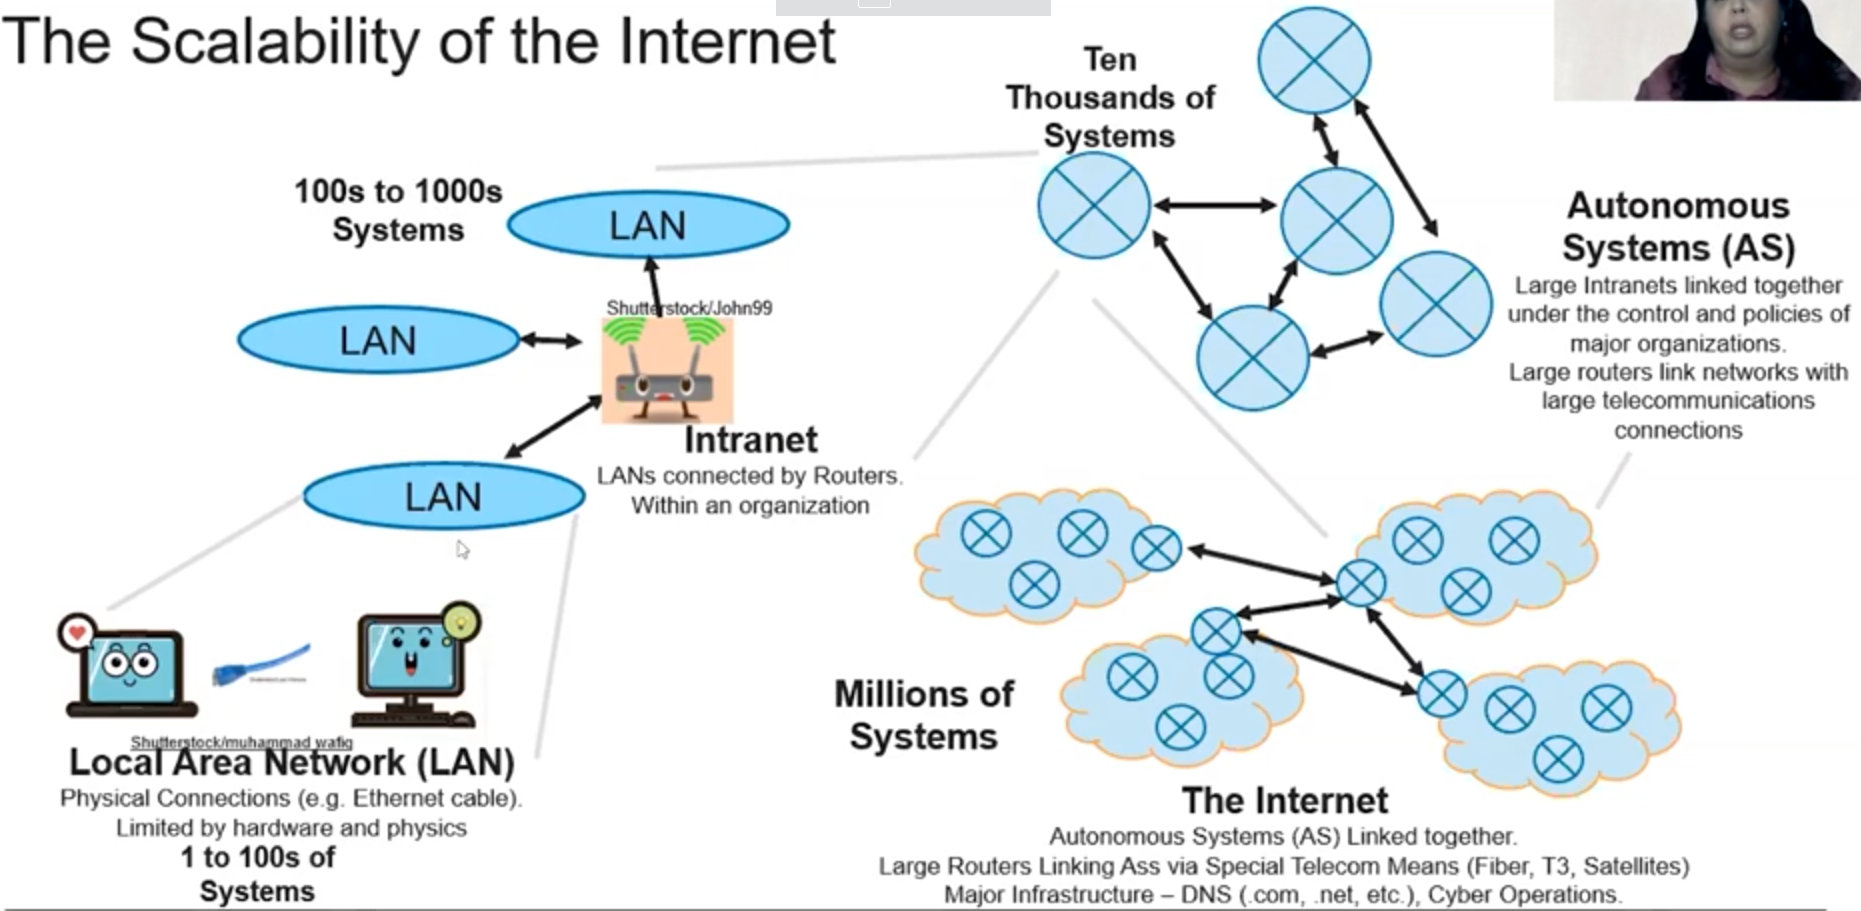 The Scalability of the Internet
100s to 1000s
Systems
LAN
LAN
LAN
Shutterstock/John99
Intranet
LANs connected by Routers.
Within an organization
Shutterstock/muhammad wafiq
Local Area Network (LAN)
Physical Connections (e.g. Ethernet cable).
Limited by hardware and physics
1 to 100s of
Systems
Ten
Thousands of
Systems
Autonomous
Systems (AS)
Large Intranets linked together
under the control and policies of
major organizations.
Large routers link networks with
large telecommunications
connections
Millions of
Systems
The Internet
Autonomous Systems (AS) Linked together.
Large Routers Linking Ass via Special Telecom Means (Fiber, T3, Satellites)
Major Infrastructure – DNS (.com, .net, etc.), Cyber Operations.